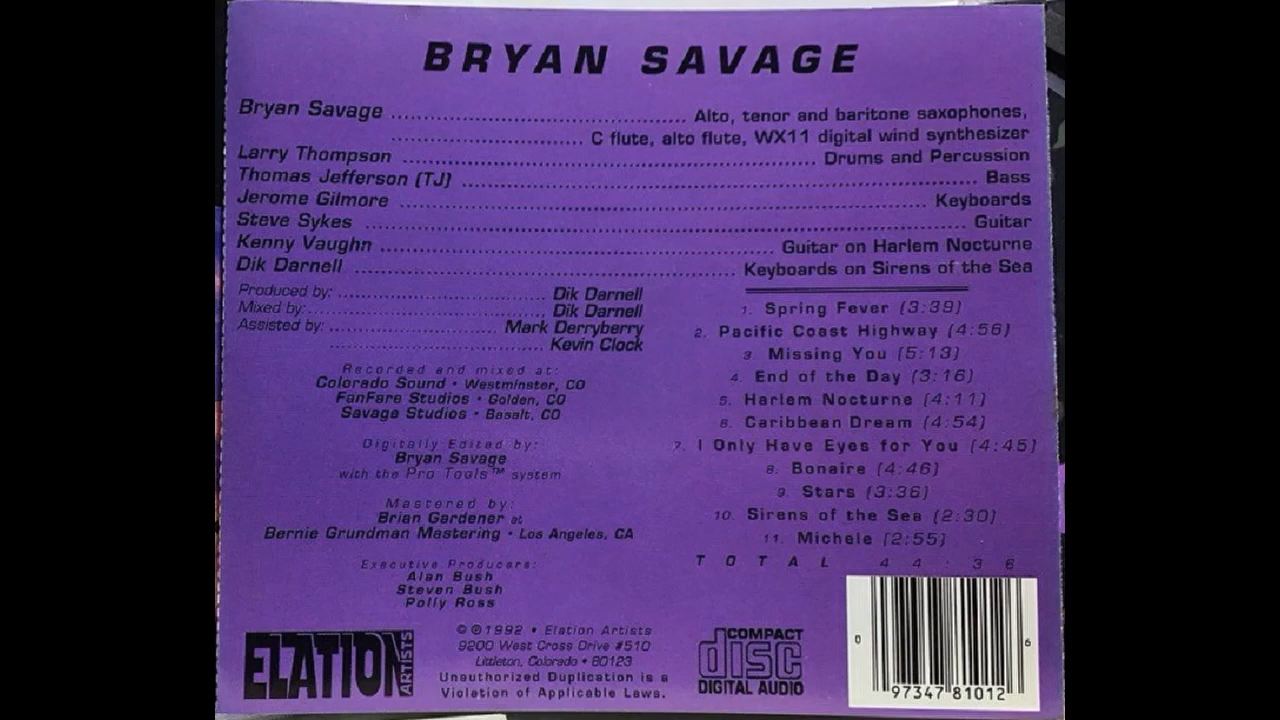 BRYAN SAVAGE
Bryan Savage ........ Alto, tenor and baritone saxophones,
........ C flute, alto flute, WX11 digital wind synthesizer
Larry Thompson ........ Drums and Percussion
Thomas Jefferson (TJ) ........ Bass
Jerome Gilmore ........ Keyboards
Steve Sykes ........ Guitar
Kenny Vaughn ........ Guitar on Harlem Nocturne
Dik Darnell ........ Keyboards on Sirens of the Sea
Produced by: ........ Dik Darnell
Mixed by: ........ Dik Darnell
Assisted by: ........ Mark Derryberry
........ Kevin Clock
Recorded and mixed at:
Colorado Sound • Westminster, CO
FanFare Studios • Golden, CO
Savage Studios • Basalt, CO
Digitally Edited by:
Bryan Savage
with the Pro Tools™ system
Mastered by:
Brian Gardener at
Bernie Grundman Mastering • Los Angeles, CA
Executive Producers:
Alan Bush
Steven Bush
Polly Ross
1. Spring Fever (3:39)
2. Pacific Coast Highway (4:56)
3. Missing You (5:13)
4. End of the Day (3:16)
5. Harlem Nocturne (4:11)
6. Caribbean Dream (4:54)
7. I Only Have Eyes for You (4:45)
8. Bonaire (4:46)
9. Stars (3:36)
10. Sirens of the Sea (2:30)
11. Michele (2:55)
TOTAL 44:36
ELATION ARTISTS
© ℗ 1992 • Elation Artists
9200 West Cross Drive #510
Littleton, Colorado • 80123
Unauthorized Duplication is a
Violation of Applicable Laws.
COMPACT
disc
DIGITAL AUDIO
0 97347 81012 6